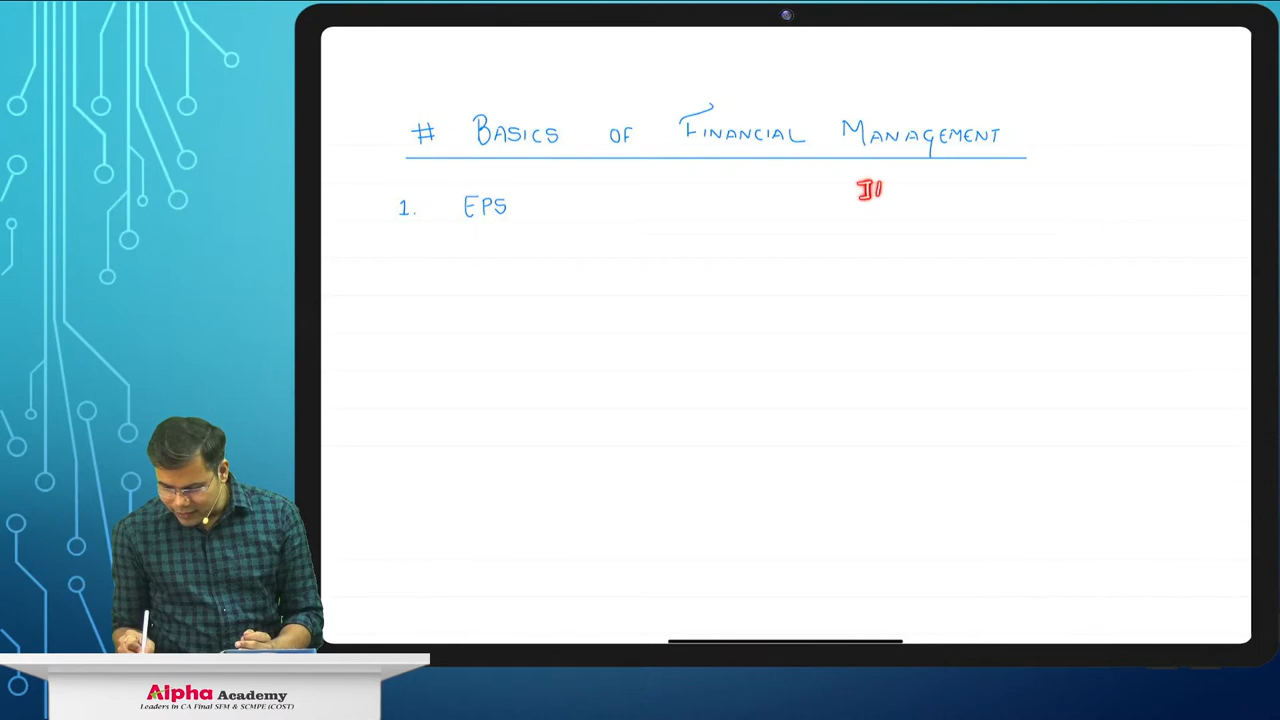 # BASICS OF FINANCIAL MANAGEMENT
1. EPS
Alpha Academy
Leaders in CA Final SFM & SCMPE (COST)